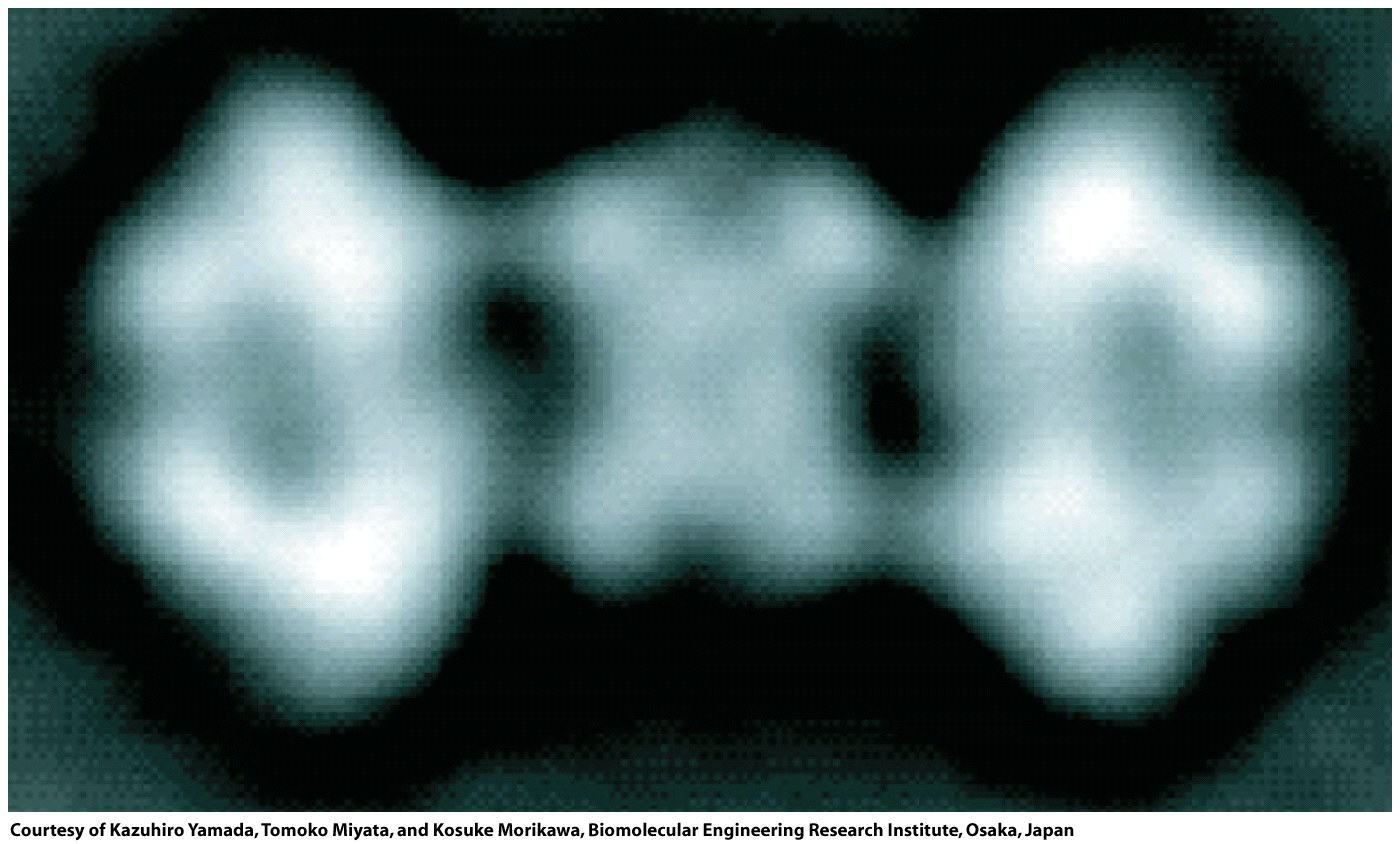 Courtesy of Kazuhiro Yamada, Tomoko Miyata, and Kosuke Morikawa, Biomolecular Engineering Research Institute, Osaka, Japan